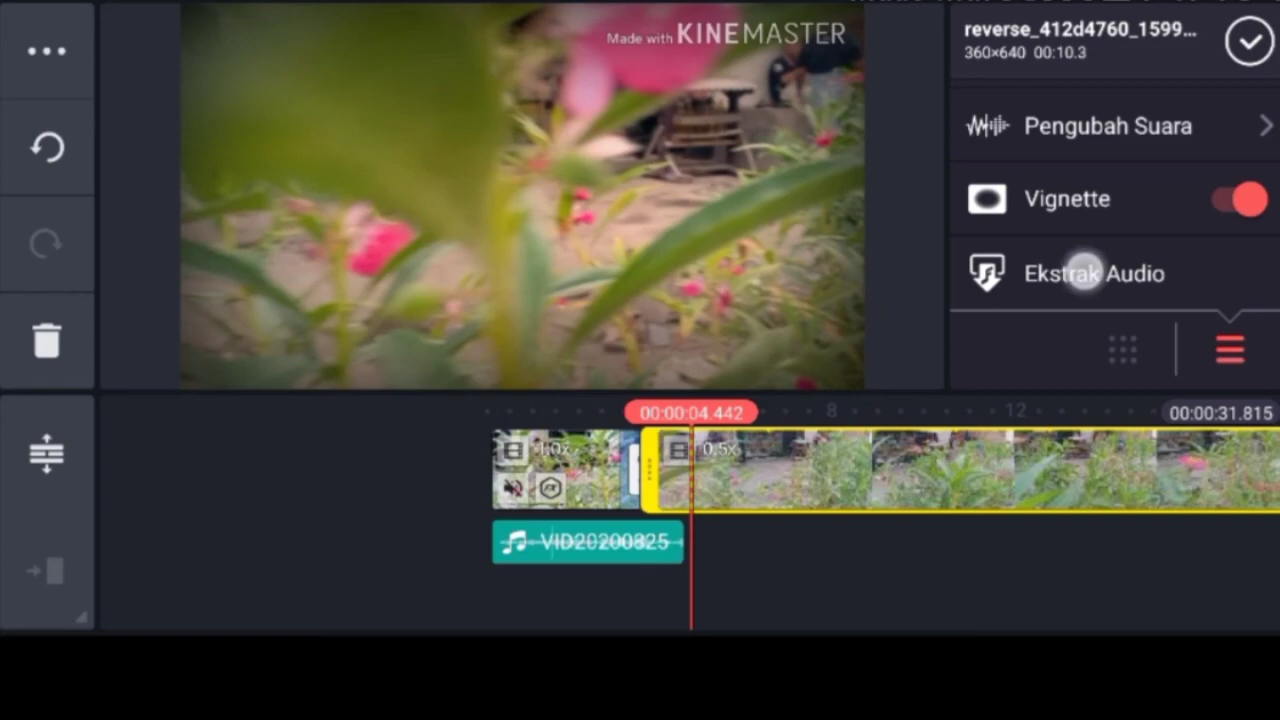 Made with KINEMASTER
reverse_412d4760_1599...
360×640 00:10.3
Pengubah Suara
Vignette
Ekstrak Audio
00:00:04.442
8
12
00:00:31.815
1.0x
0.5x
VID20200825